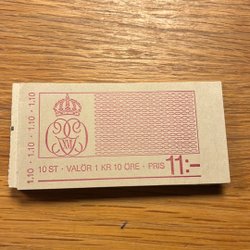 1.10 · 1.10 · 1.10 · 1.10
10 ST · VALÖR 1 KR 10 ÖRE · PRIS 11:-